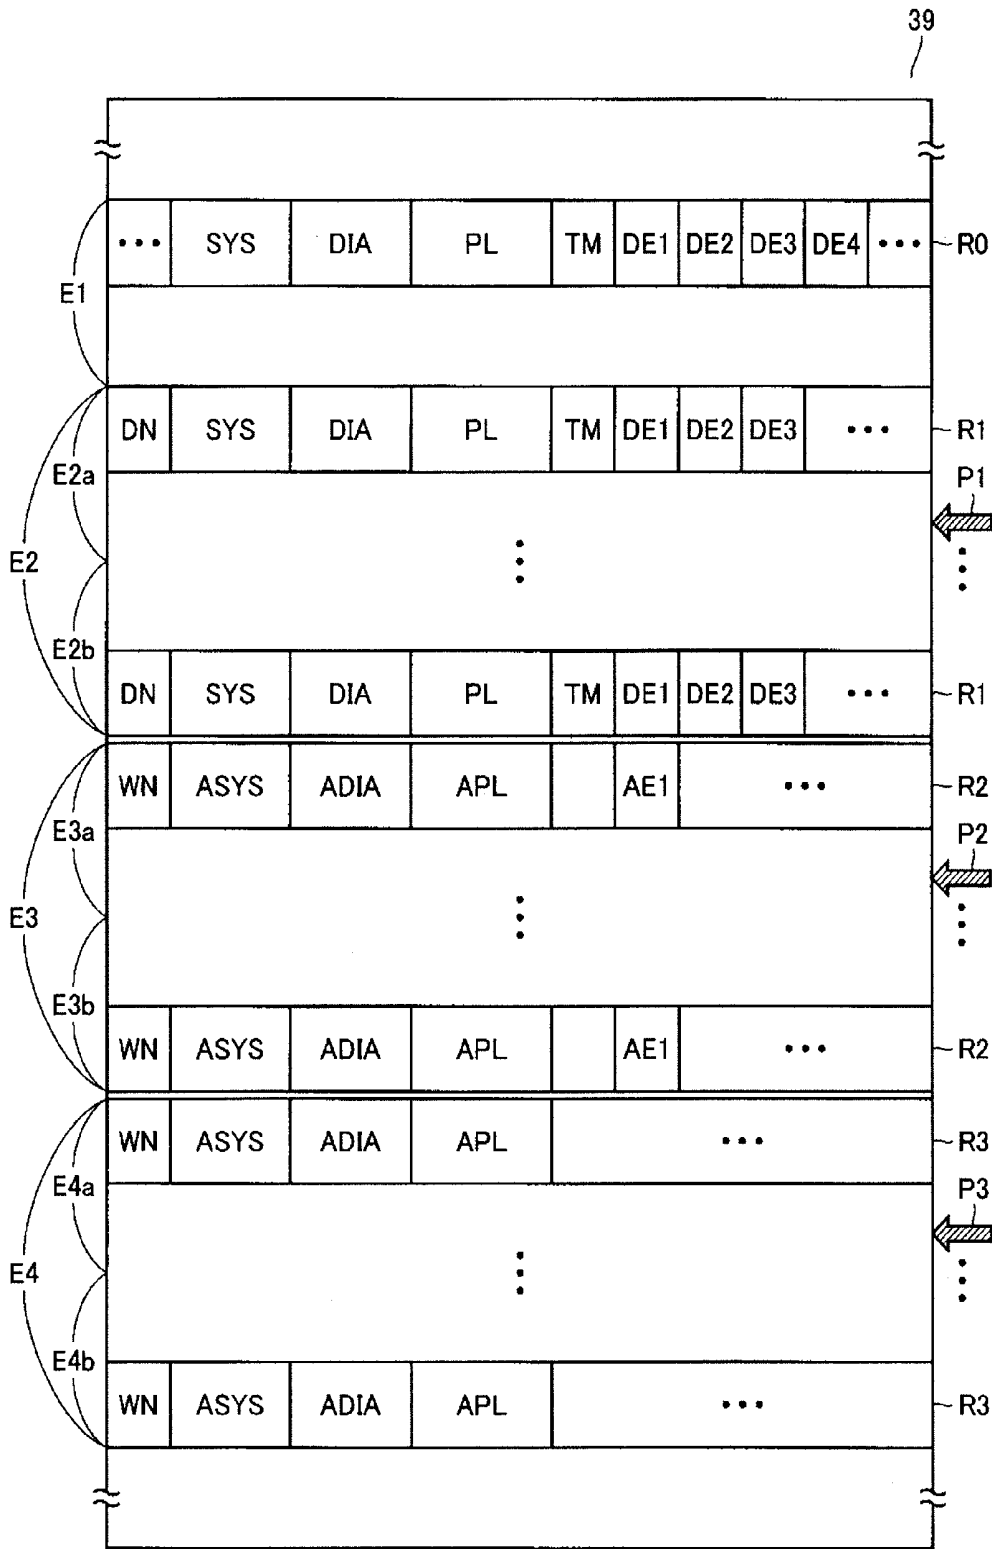 39
••• SYS DIA PL TM DE1 DE2 DE3 DE4 ••• R0
E1
DN SYS DIA PL TM DE1 DE2 DE3 ••• R1
E2a
P1
E2
E2b
DN SYS DIA PL TM DE1 DE2 DE3 ••• R1
WN ASYS ADIA APL AE1 ••• R2
E3a
P2
E3
E3b
WN ASYS ADIA APL AE1 ••• R2
WN ASYS ADIA APL ••• R3
E4a
P3
E4
E4b
WN ASYS ADIA APL ••• R3